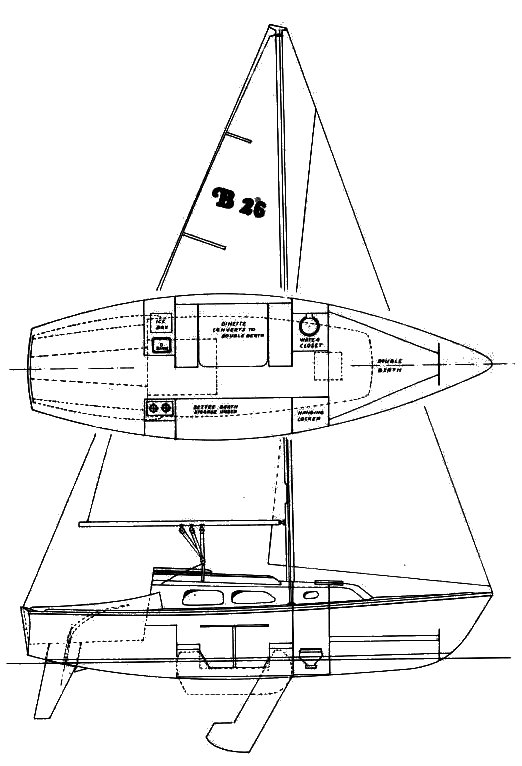 B 26
ICE
BOX
DINETTE
CONVERTS TO
DOUBLE BERTH
WATER
CLOSET
DOUBLE
BERTH
SETTEE BERTH
STORAGE UNDER
HANGING
LOCKER